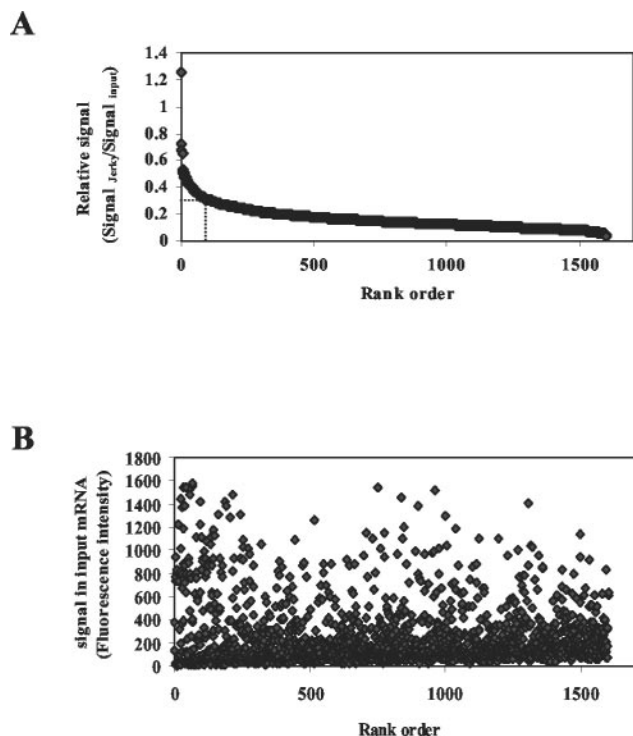 A
1.4
1.2
1
0.8
0.6
0.4
0.2
0
Relative signal
(Signal Jerky/Signal input)
0 500 1000 1500
Rank order
B
1800
1600
1400
1200
1000
800
600
400
200
0
signal in input mRNA
(Fluorescence intensity)
0 500 1000 1500
Rank order